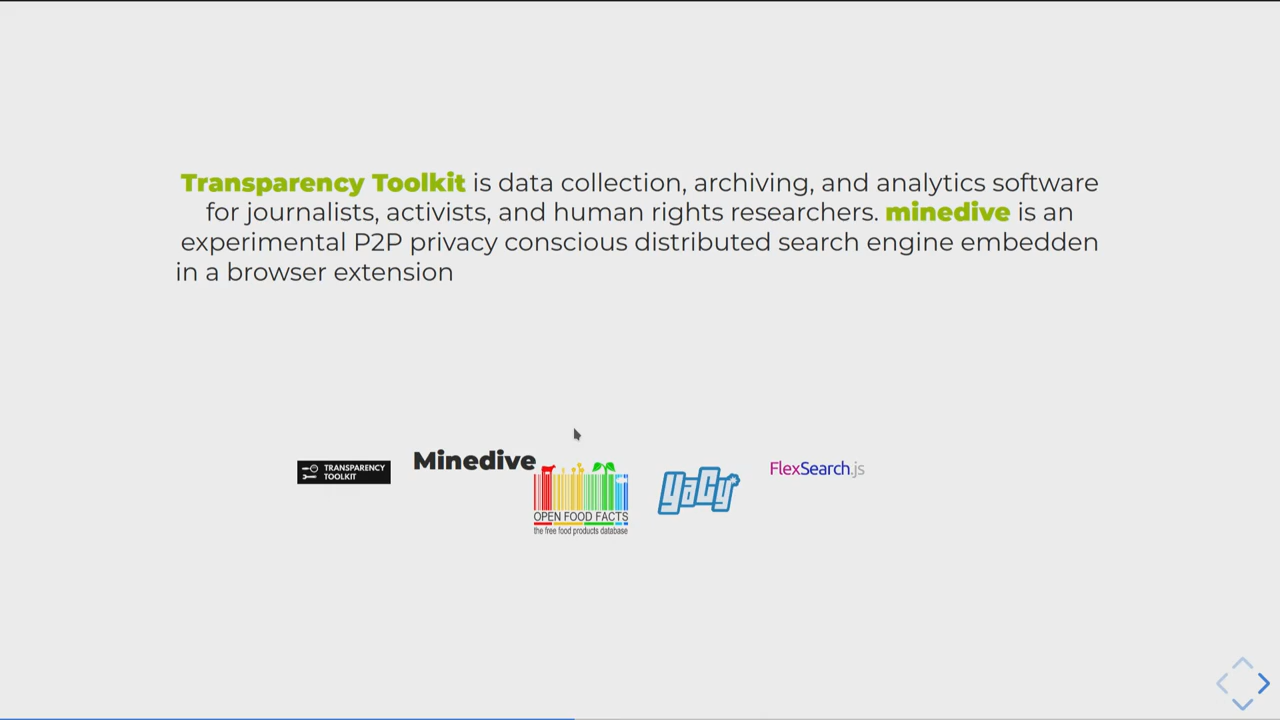 Transparency Toolkit is data collection, archiving, and analytics software
for journalists, activists, and human rights researchers. minedive is an
experimental P2P privacy conscious distributed search engine embedden
in a browser extension
TRANSPARENCY
TOOLKIT
Minedive
OPEN FOOD FACTS
the free food products database
YaCy
FlexSearch.js